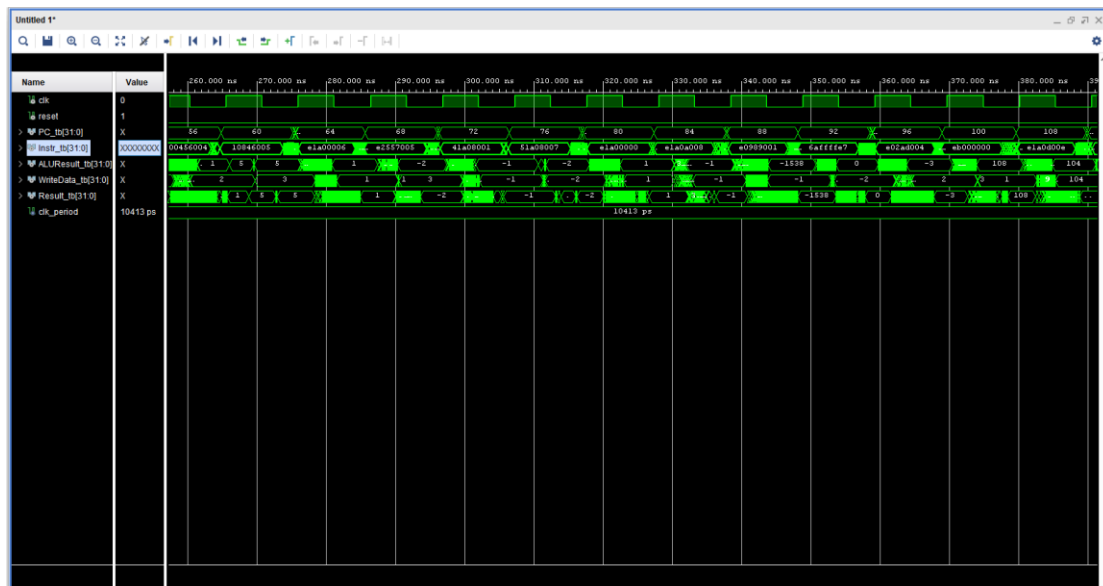 Untitled 1*
Name Value
260.000 ns 270.000 ns 280.000 ns 290.000 ns 300.000 ns 310.000 ns 320.000 ns 330.000 ns 340.000 ns 350.000 ns 360.000 ns 370.000 ns 380.000 ns 39
clk 0
reset 1
PC_tb[31:0] X 56 60 64 68 72 76 80 84 88 92 96 100 108
Instr_tb[31:0] XXXXXXXX 00456004 10846005 e1a00006 e2557005 41a08001 51a08007 e1a00000 e1a0a000 e0989001 6affffe7 e02ad004 eb000000 e1a0d00e
ALUResult_tb[31:0] X 1 5 5 1 -2 -1 -2 1 -1 -1538 0 -3 108 104
WriteData_tb[31:0] X 2 3 1 1 3 -1 -2 1 -1 -1 -2 2 3 1 9 104
Result_tb[31:0] X 1 5 5 1 -2 -1 -2 1 -1 -1538 0 -3 108
clk_period 10413 ps 10413 ps